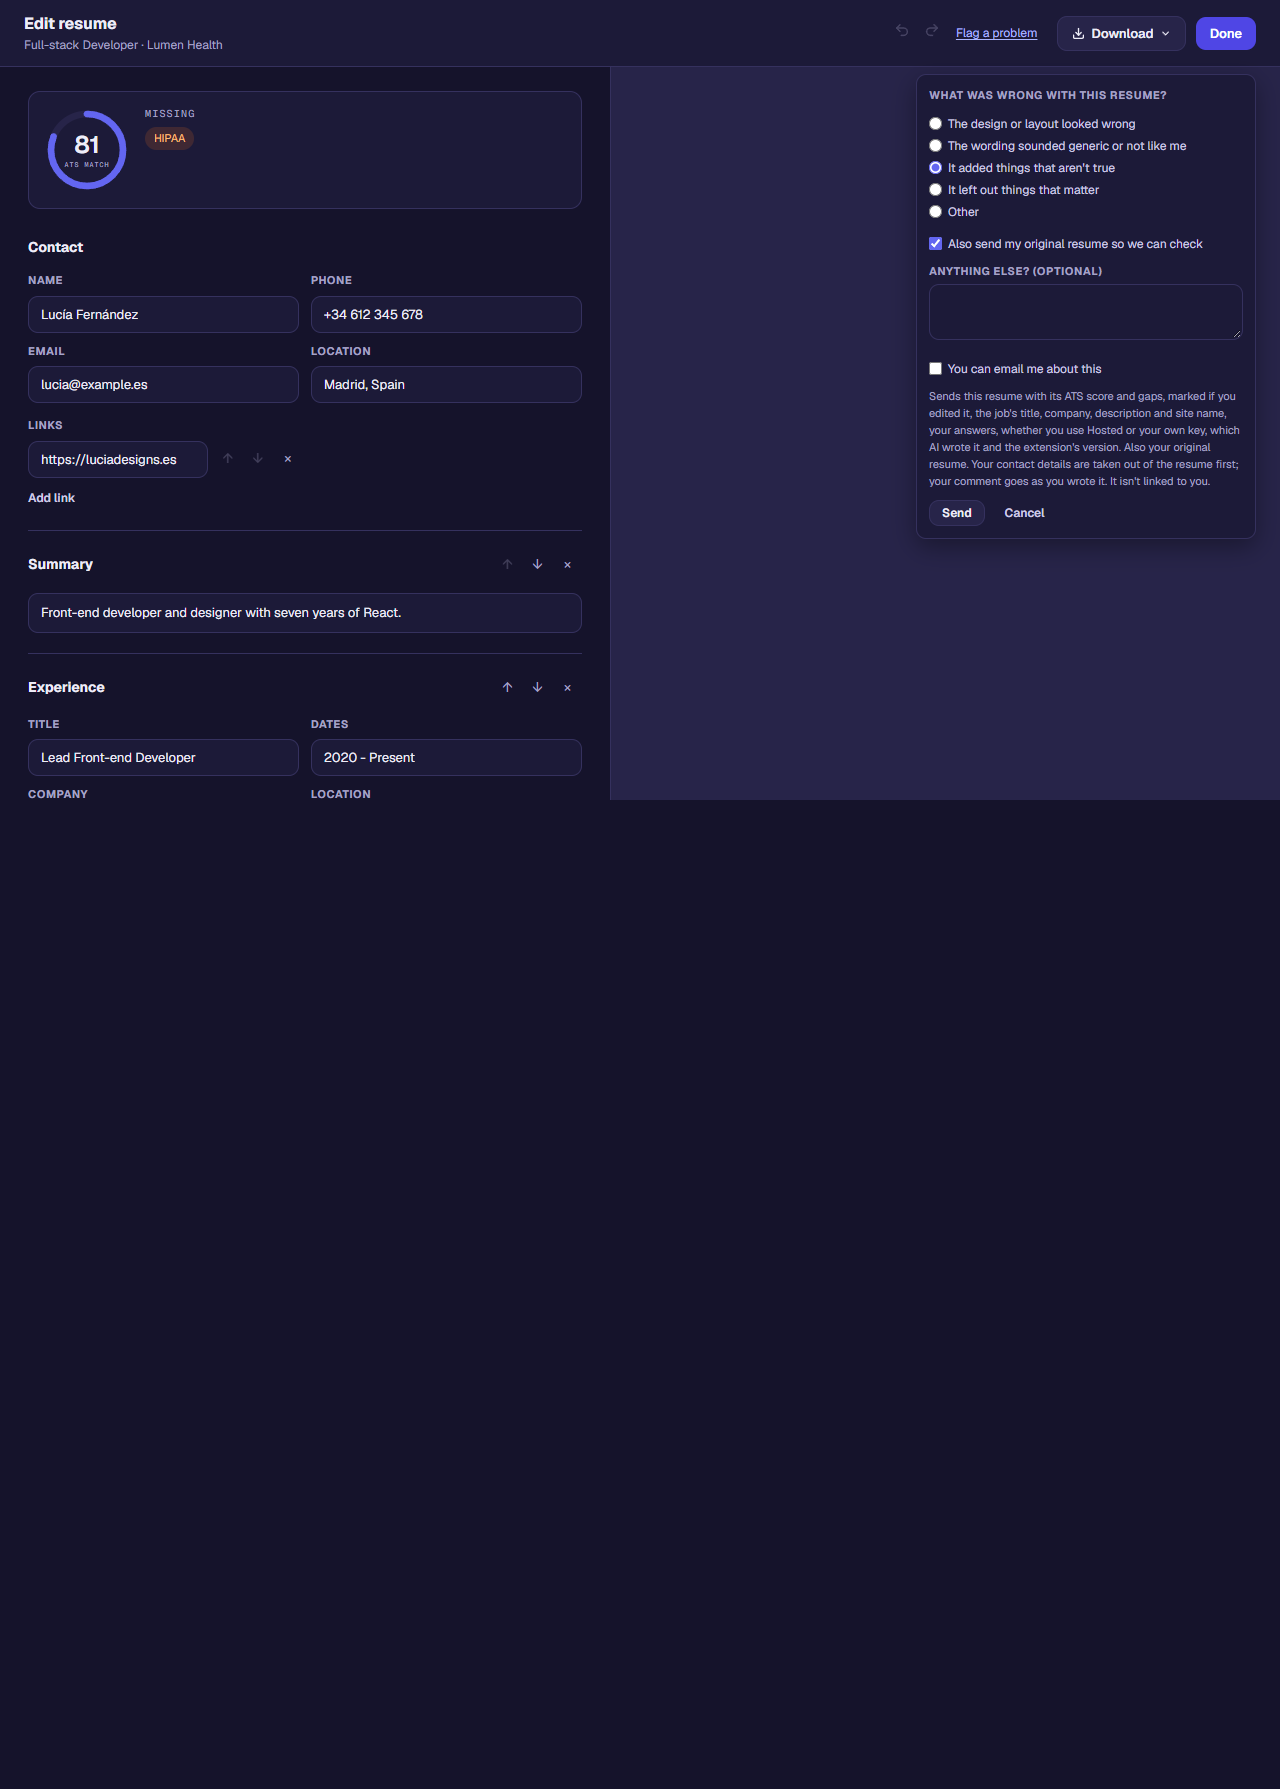 Edit resume
Full-stack Developer · Lumen Health
Flag a problem
Download
Done
81
ATS MATCH
MISSING
HIPAA
Contact
NAME
PHONE
Lucía Fernández
+34 612 345 678
EMAIL
LOCATION
lucia@example.es
Madrid, Spain
LINKS
https://luciadesigns.es
Add link
Summary
Front-end developer and designer with seven years of React.
Experience
TITLE
DATES
Lead Front-end Developer
2020 - Present
COMPANY
LOCATION
WHAT WAS WRONG WITH THIS RESUME?
The design or layout looked wrong
The wording sounded generic or not like me
It added things that aren't true
It left out things that matter
Other
Also send my original resume so we can check
ANYTHING ELSE? (OPTIONAL)
You can email me about this
Sends this resume with its ATS score and gaps, marked if you
edited it, the job's title, company, description and site name,
your answers, whether you use Hosted or your own key, which
AI wrote it and the extension's version. Also your original
resume. Your contact details are taken out of the resume first;
your comment goes as you wrote it. It isn't linked to you.
Send
Cancel